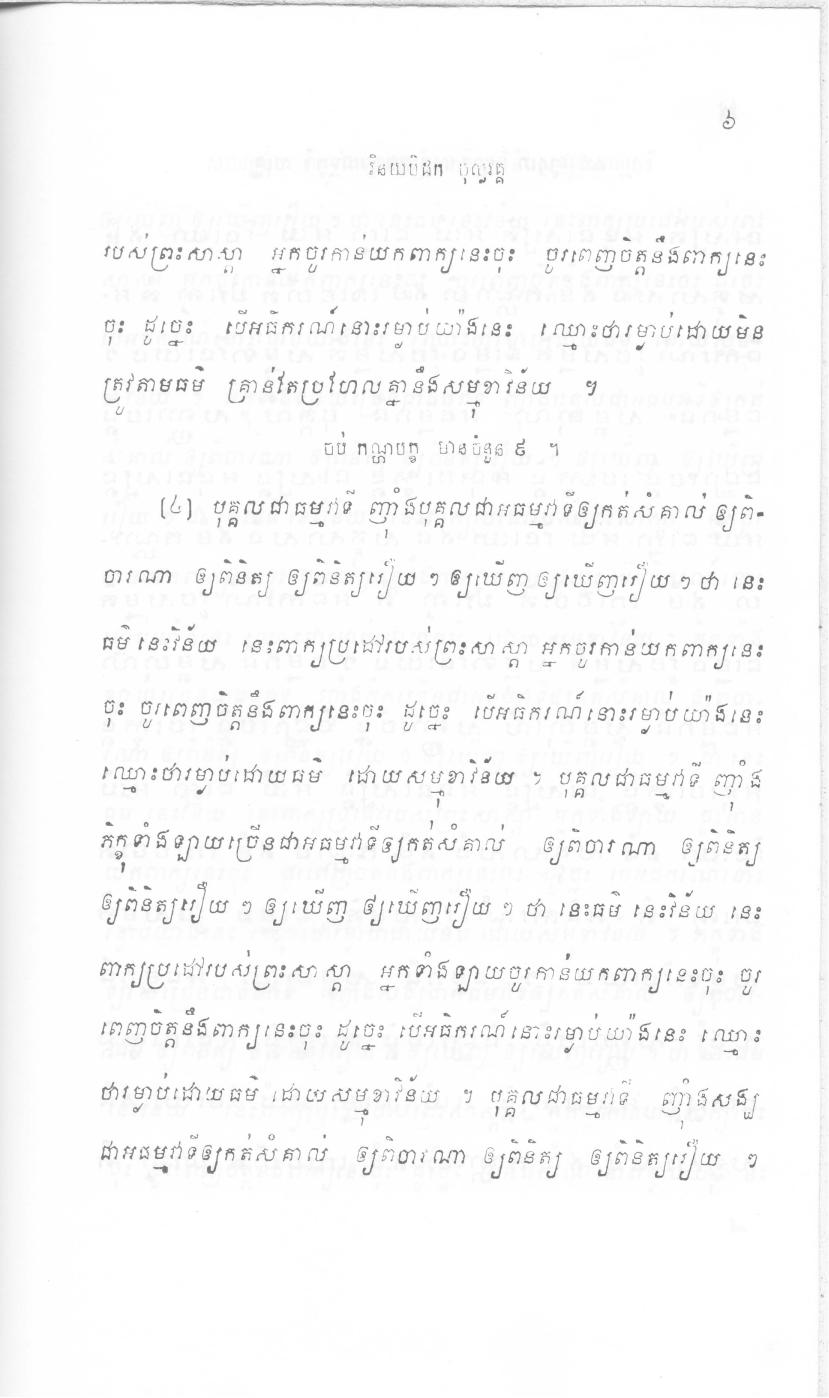 ៦
វិនយបិដក ចុល្លវគ្គ
របស់ព្រះសាស្តា អ្នកចូរកាន់យកពាក្យនេះចុះ ចូរពេញចិត្តនឹងពាក្យនេះ
ចុះ ដូច្នេះ បើអធិករណ៍នោះរម្ងាប់យ៉ាងនេះ ឈ្មោះថារម្ងាប់ដោយមិន
ត្រូវតាមធម៌ គ្រាន់តែប្រហែលគ្នានឹងសម្មុខាវិន័យ ។
ចប់ កណ្ហបក្ខ មានចំនួន ៩ ។
(៤) បុគ្គលជាធម្មវាទី ញ៉ាំងបុគ្គលជាអធម្មវាទីឲ្យកត់សំគាល់ ឲ្យពិ-
ចារណា ឲ្យពិនិត្យ ឲ្យពិនិត្យរឿយ ៗ ឲ្យឃើញ ឲ្យឃើញរឿយ ៗ ថា នេះ
ធម៌ នេះវិន័យ នេះពាក្យប្រដៅរបស់ព្រះសាស្តា អ្នកចូរកាន់យកពាក្យនេះ
ចុះ ចូរពេញចិត្តនឹងពាក្យនេះចុះ ដូច្នេះ បើអធិករណ៍នោះរម្ងាប់យ៉ាងនេះ
ឈ្មោះថារម្ងាប់ដោយធម៌ ដោយសម្មុខាវិន័យ ។ បុគ្គលជាធម្មវាទី ញ៉ាំង
ភិក្ខុទាំងឡាយច្រើនជាអធម្មវាទីឲ្យកត់សំគាល់ ឲ្យពិចារណា ឲ្យពិនិត្យ
ឲ្យពិនិត្យរឿយ ៗ ឲ្យឃើញ ឲ្យឃើញរឿយ ៗ ថា នេះធម៌ នេះវិន័យ នេះ
ពាក្យប្រដៅរបស់ព្រះសាស្តា អ្នកទាំងឡាយចូរកាន់យកពាក្យនេះចុះ ចូរ
ពេញចិត្តនឹងពាក្យនេះចុះ ដូច្នេះ បើអធិករណ៍នោះរម្ងាប់យ៉ាងនេះ ឈ្មោះ
ថារម្ងាប់ដោយធម៌ ដោយសម្មុខាវិន័យ ។ បុគ្គលជាធម្មវាទី ញ៉ាំងសង្ឃ
ជាអធម្មវាទីឲ្យកត់សំគាល់ ឲ្យពិចារណា ឲ្យពិនិត្យ ឲ្យពិនិត្យរឿយ ៗ